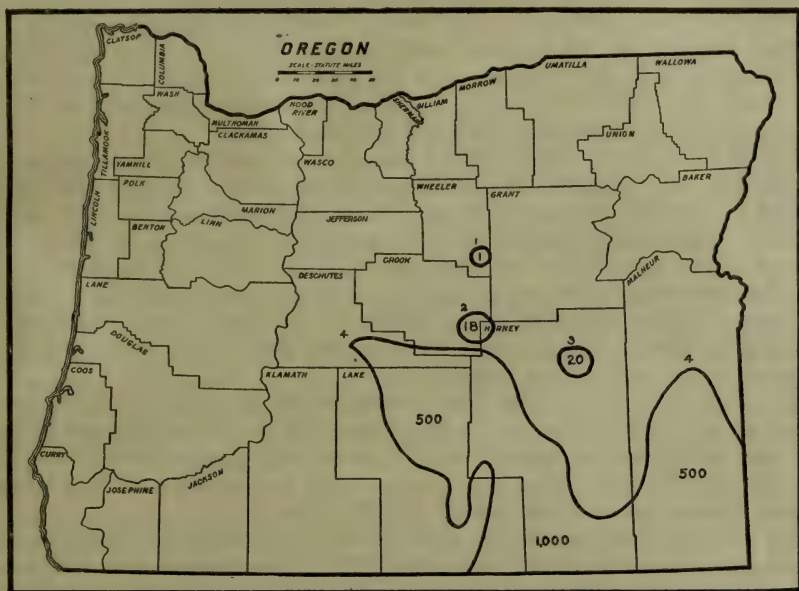 OREGON
SCALE-STATUTE MILES
CLATSOP
COLUMBIA
WASH
TILLAMOOK
MULTNOMAH
CLACKAMAS
HOOD
RIVER
SHERMAN
GILLIAM
MORROW
UMATILLA
WALLOWA
UNION
YAMHILL
WASCO
POLK
MARION
WHEELER
GRANT
BAKER
LINCOLN
BENTON
LINN
JEFFERSON
1
1
CROOK
LANE
DESCHUTES
MALHEUR
2
18
HARNEY
4
3
20
4
DOUGLAS
COOS
KLAMATH
LAKE
500
CURRY
JOSEPHINE
JACKSON
500
1,000